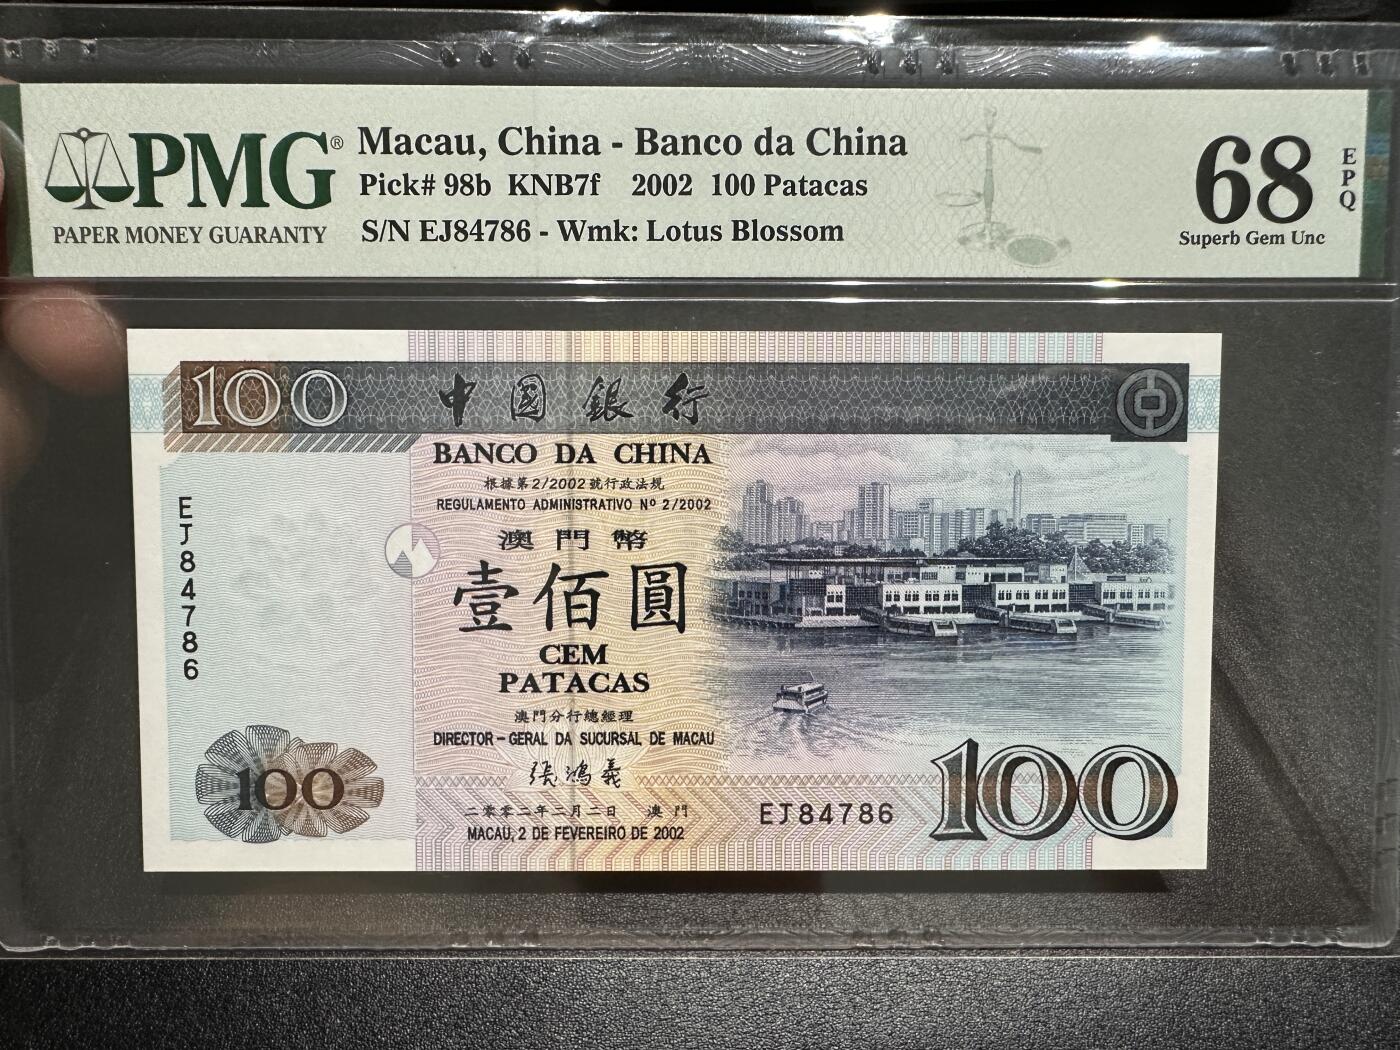 PMG®
PAPER MONEY GUARANTY
Macau, China - Banco da China
Pick# 98b KNB7f 2002 100 Patacas
S/N EJ84786 - Wmk: Lotus Blossom
68
EPQ
Superb Gem Unc
100
中國銀行
BANCO DA CHINA
根據第2/2002號行政法規
REGULAMENTO ADMINISTRATIVO Nº 2/2002
澳門幣
壹佰圓
CEM
PATACAS
澳門分行總經理
DIRECTOR-GERAL DA SUCURSAL DE MACAU
張鴻義
二零零二年二月二日 澳門
MACAU, 2 DE FEVEREIRO DE 2002
EJ84786
100
EJ84786
100